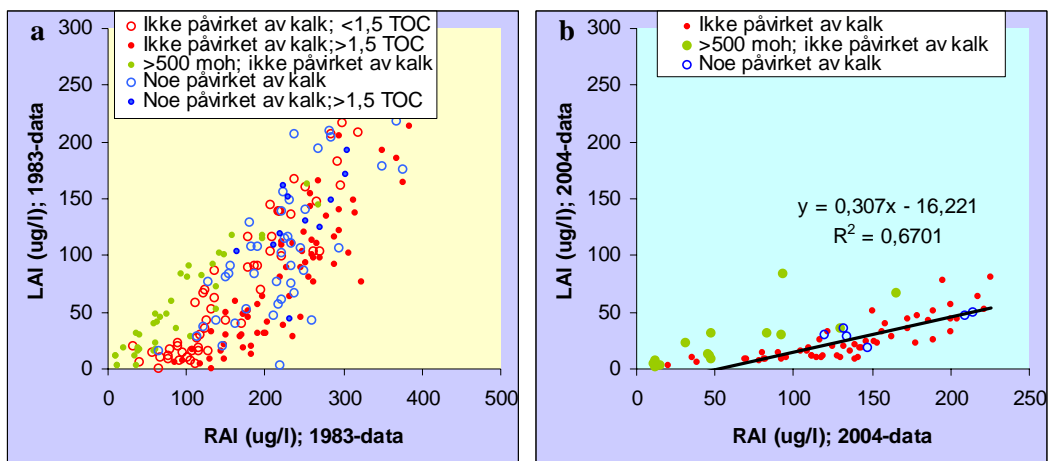 a
Ikke påvirket av kalk; <1,5 TOC
Ikke påvirket av kalk;>1,5 TOC
>500 moh; ikke påvirket av kalk
Noe påvirket av kalk
Noe påvirket av kalk;>1,5 TOC
300
250
200
150
100
50
0
LAI (ug/l); 1983-data
0
100
200
300
400
500
RAI (ug/l); 1983-data
b
Ikke påvirket av kalk
>500 moh; ikke påvirket av kalk
Noe påvirket av kalk
300
250
200
150
100
50
0
LAI (ug/l); 2004-data
y = 0,307x - 16,221
R² = 0,6701
0
50
100
150
200
250
RAI (ug/l); 2004-data